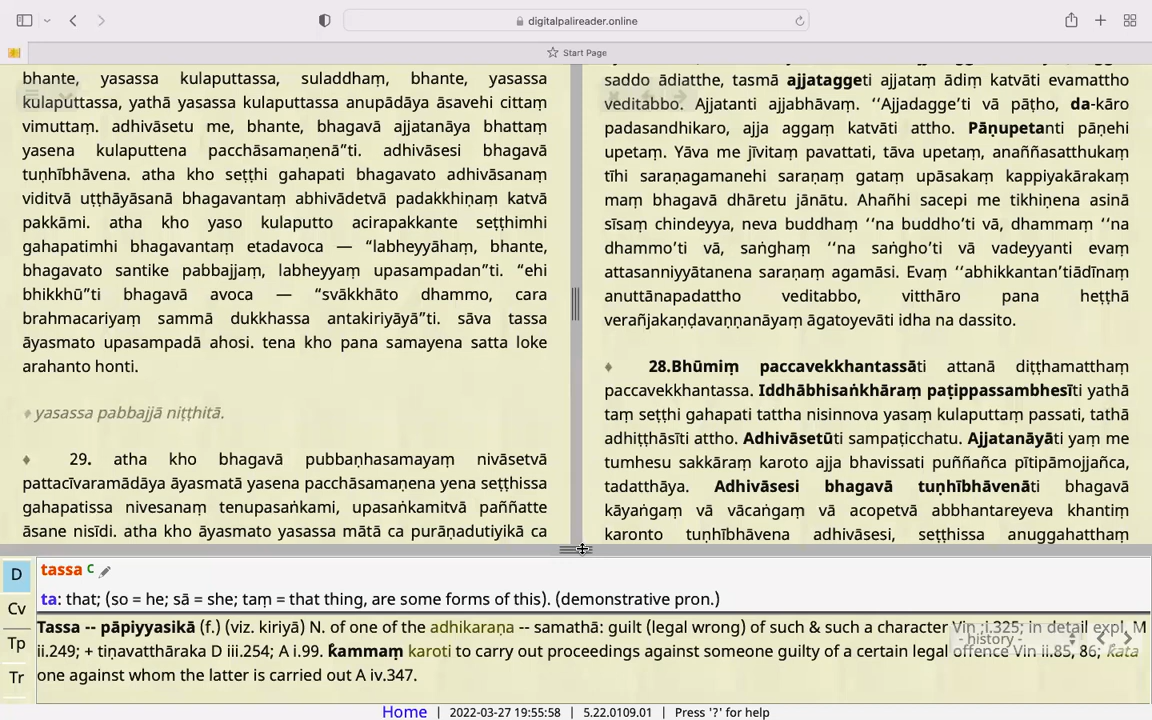 digitalpalireader.online
Start Page
bhante, yasassa kulaputtassa, suladdhaṃ, bhante, yasassa
kulaputtassa, yathā yasassa kulaputtassa anupādāya āsavehi cittaṃ
vimuttaṃ. adhivāsetu me, bhante, bhagavā ajjatanāya bhattaṃ
yasena kulaputtena pacchāsamaṇenā”ti. adhivāsesi bhagavā
tuṇhībhāvena. atha kho seṭṭhi gahapati bhagavato adhivāsanaṃ
viditvā uṭṭhāyāsanā bhagavantaṃ abhivādetvā padakkhiṇaṃ katvā
pakkāmi. atha kho yaso kulaputto acirapakkante seṭṭhimhi
gahapatimhi bhagavantaṃ etadavoca — “labheyyāhaṃ, bhante,
bhagavato santike pabbajjaṃ, labheyyaṃ upasampadan”ti. “ehi
bhikkhū”ti bhagavā avoca — “svākkhāto dhammo, cara
brahmacariyaṃ sammā dukkhassa antakiriyāyā”ti. sāva tassa
āyasmato upasampadā ahosi. tena kho pana samayena satta loke
arahanto honti.
♦ yasassa pabbajjā niṭṭhitā.
♦ 29. atha kho bhagavā pubbaṇhasamayaṃ nivāsetvā
pattacīvaramādāya āyasmatā yasena pacchāsamaṇena yena seṭṭhissa
gahapatissa nivesanaṃ tenupasaṅkami, upasaṅkamitvā paññatte
āsane nisīdi. atha kho āyasmato yasassa mātā ca purāṇadutiyikā ca
saddo ādiatthe, tasmā ajjataggeti ajjataṃ ādiṃ katvāti evamattho
veditabbo. Ajjatanti ajjabhāvaṃ. ‘‘Ajjadagge’ti vā pāṭho, da-kāro
padasandhikaro, ajja aggaṃ katvāti attho. Pāṇupetanti pāṇehi
upetaṃ. Yāva me jīvitaṃ pavattati, tāva upetaṃ, anaññasatthukaṃ
tīhi saraṇagamanehi saraṇaṃ gataṃ upāsakaṃ kappiyakārakaṃ
maṃ bhagavā dhāretu jānātu. Ahañhi sacepi me tikhiṇena asinā
sīsaṃ chindeyya, neva buddhaṃ ‘‘na buddho’ti vā, dhammaṃ ‘‘na
dhammo’ti vā, saṅghaṃ ‘‘na saṅgho’ti vā vadeyyanti evaṃ
attasanniyyātanena saraṇaṃ agamāsi. Evaṃ ‘‘abhikkantan’tiādīnaṃ
anuttānapadattho veditabbo, vitthāro pana heṭṭhā
verañjakaṇḍavaṇṇanāyaṃ āgatoyevāti idha na dassito.
♦ 28.Bhūmiṃ paccavekkhantassāti attanā diṭṭhamatthaṃ
paccavekkhantassa. Iddhābhisaṅkhāraṃ paṭippassambhesīti yathā
taṃ seṭṭhi gahapati tattha nisinnova yasaṃ kulaputtaṃ passati, tathā
adhiṭṭhāsīti attho. Adhivāsetūti sampaṭicchatu. Ajjatanāyāti yaṃ me
tumhesu sakkāraṃ karoto ajja bhavissati puññañca pītipāmojjañca,
tadatthāya. Adhivāsesi bhagavā tuṇhībhāvenāti bhagavā
kāyaṅgaṃ vā vācaṅgaṃ vā acopetvā abbhantareyeva khantiṃ
karonto tuṇhībhāvena adhivāsesi, seṭṭhissa anuggahatthaṃ
D
Cv
Tp
Tr
tassa C
ta: that; (so = he; sā = she; taṃ = that thing, are some forms of this). (demonstrative pron.)
Tassa -- pāpiyyasikā (f.) (viz. kiriyā) N. of one of the adhikaraṇa -- samathā: guilt (legal wrong) of such & such a character Vin ;i.325; in detail expl. M
ii.249; + tiṇavatthāraka D iii.254; A i.99. kammaṃ karoti to carry out proceedings against someone guilty of a certain legal offence Vin ii.85, 86; kata
one against whom the latter is carried out A iv.347.
- history -
Home | 2022-03-27 19:55:58 | 5.22.0109.01 | Press '?' for help